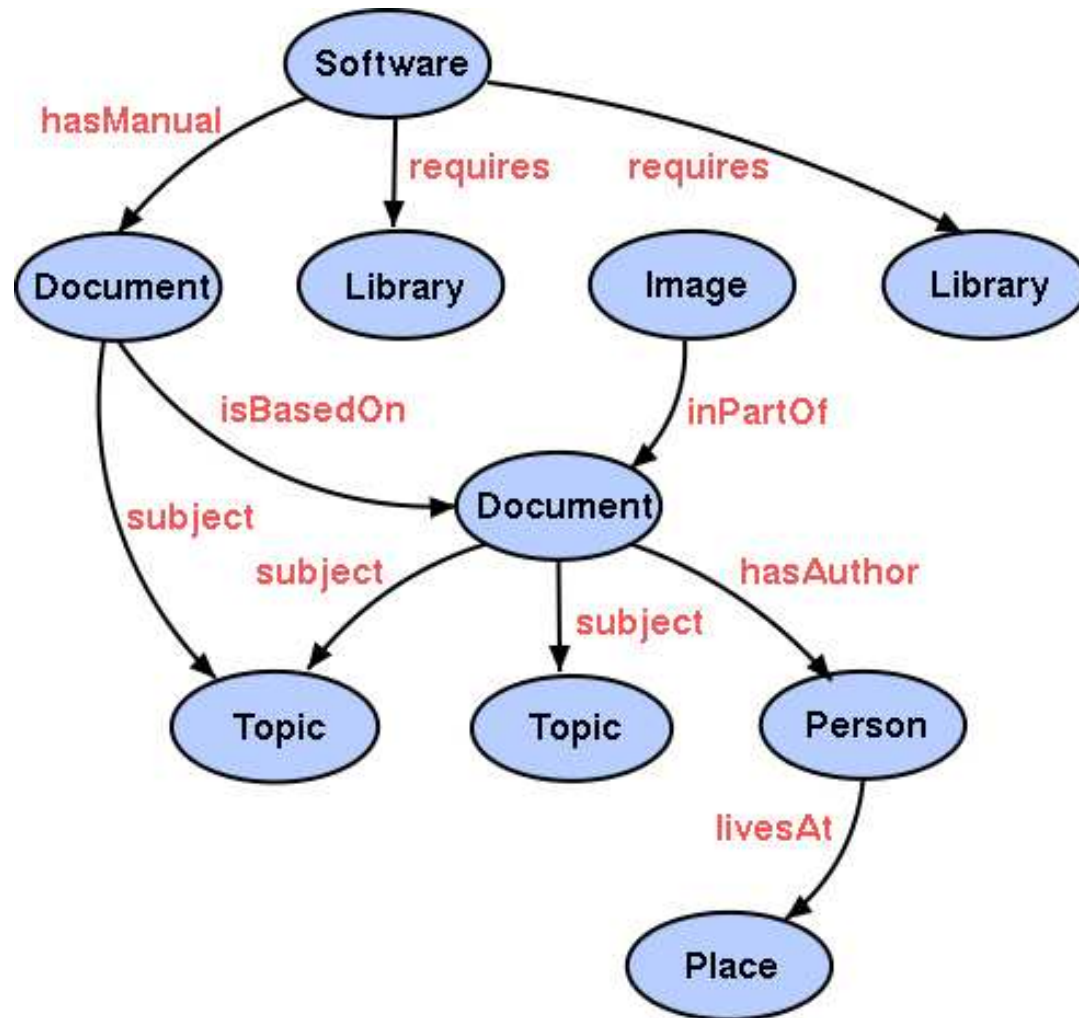 Software
hasManual
requires
requires
Document
Library
Image
Library
isBasedOn
inPartOf
Document
subject
subject
hasAuthor
subject
Topic
Topic
Person
livesAt
Place